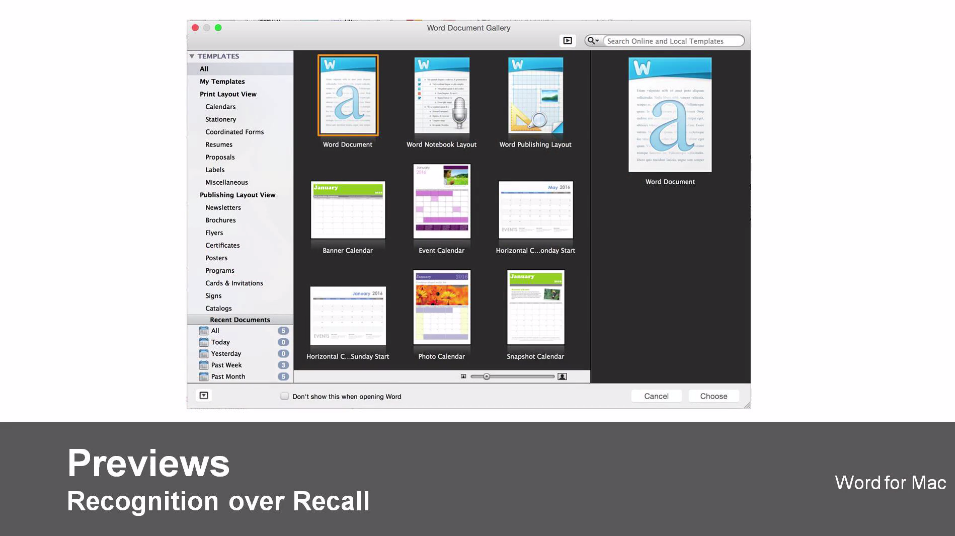 Word Document Gallery
Search Online and Local Templates
TEMPLATES
All
My Templates
Print Layout View
Calendars
Stationery
Coordinated Forms
Resumes
Proposals
Labels
Miscellaneous
Publishing Layout View
Newsletters
Brochures
Flyers
Certificates
Posters
Programs
Cards & Invitations
Signs
Catalogs
Recent Documents
All 5
Today 0
Yesterday 0
Past Week 3
Past Month 5
W
a
Word Document
W
Word Notebook Layout
W
Word Publishing Layout
January
Banner Calendar
January
2016
Event Calendar
May 2016
Horizontal C...onday Start
January 2016
EVENTS
Horizontal C...Sunday Start
January 2016
Photo Calendar
January
Snapshot Calendar
W
a
Word Document
Don't show this when opening Word
Cancel
Choose
Previews
Recognition over Recall
Word for Mac